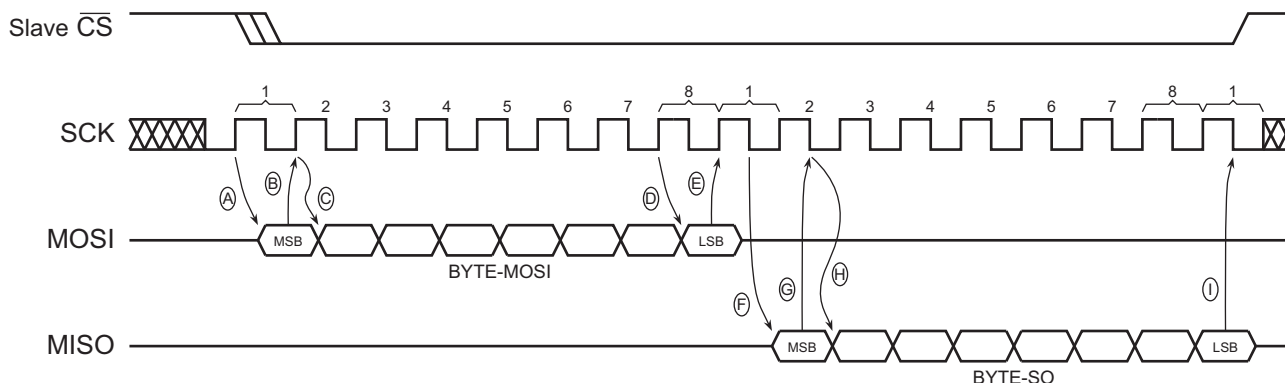 Slave CS
1 2 3 4 5 6 7 8 1 2 3 4 5 6 7 8 1
SCK
A B C D E
MOSI MSB LSB
BYTE-MOSI
F G H I
MISO MSB LSB
BYTE-SO